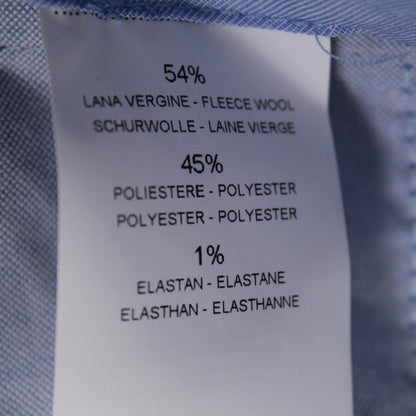 54%
LANA VERGINE - FLEECE WOOL
SCHURWOLLE - LAINE VIERGE
45%
POLIESTERE - POLYESTER
POLYESTER - POLYESTER
1%
ELASTAN - ELASTANE
ELASTHAN - ELASTHANNE